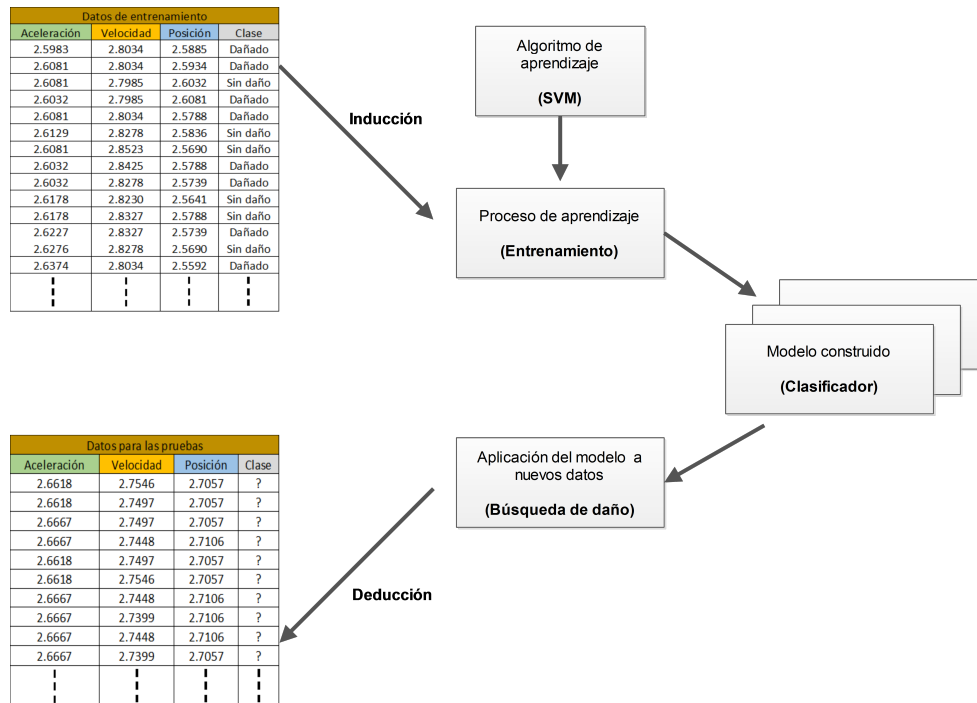 Datos de entrenamiento
Aceleración Velocidad Posición Clase
2.5983 2.8034 2.5885 Dañado
2.6081 2.8034 2.5934 Dañado
2.6081 2.7985 2.6032 Sin daño
2.6032 2.7985 2.6081 Dañado
2.6081 2.8034 2.5788 Dañado
2.6129 2.8278 2.5836 Sin daño
2.6081 2.8523 2.5690 Sin daño
2.6032 2.8425 2.5788 Dañado
2.6032 2.8278 2.5739 Dañado
2.6178 2.8230 2.5641 Sin daño
2.6178 2.8327 2.5788 Sin daño
2.6227 2.8327 2.5739 Dañado
2.6276 2.8278 2.5690 Sin daño
2.6374 2.8034 2.5592 Dañado
Inducción
Algoritmo de
aprendizaje
(SVM)
Proceso de aprendizaje
(Entrenamiento)
Modelo construido
(Clasificador)
Aplicación del modelo a
nuevos datos
(Búsqueda de daño)
Deducción
Datos para las pruebas
Aceleración Velocidad Posición Clase
2.6618 2.7546 2.7057 ?
2.6618 2.7497 2.7057 ?
2.6667 2.7497 2.7057 ?
2.6667 2.7448 2.7106 ?
2.6618 2.7497 2.7057 ?
2.6618 2.7546 2.7057 ?
2.6667 2.7448 2.7106 ?
2.6667 2.7399 2.7106 ?
2.6667 2.7448 2.7106 ?
2.6667 2.7399 2.7057 ?